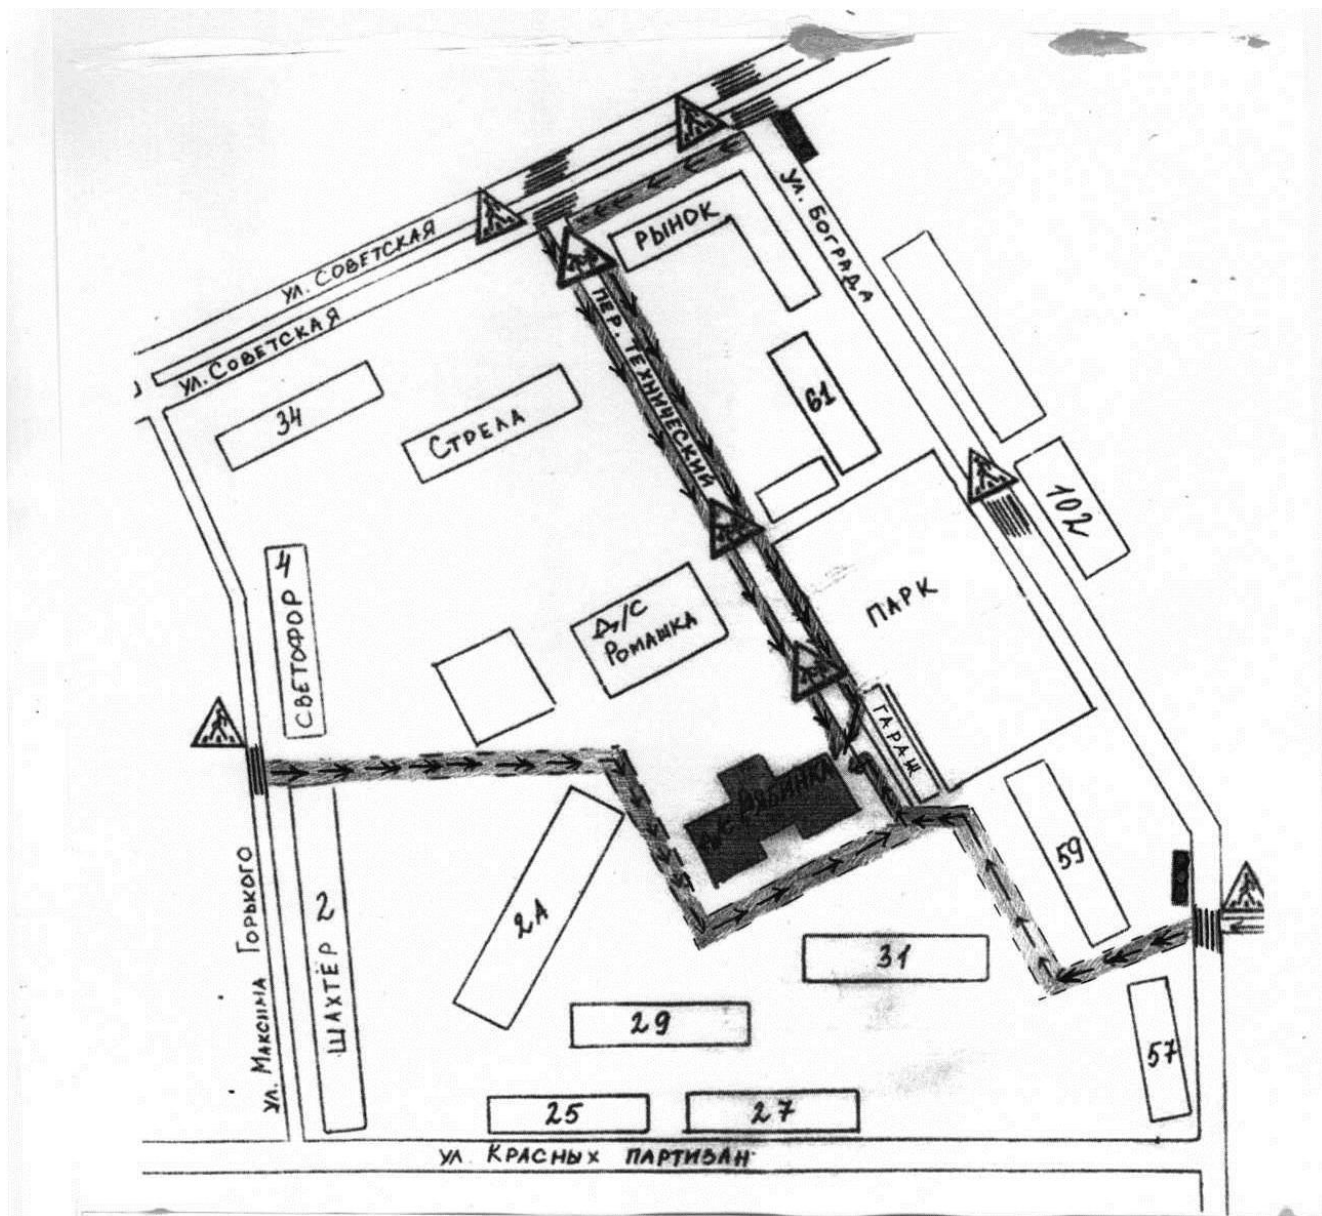 УЛ. СОВЕТСКАЯ
УЛ. СОВЕТСКАЯ
РЫНОК
УЛ. БОГРАДА
ПЕР. ТЕХНИЧЕСКИЙ
34
СТРЕЛА
61
102
4
СВЕТОФОР
Д/С
РОМАШКА
ПАРК
ГАРАЖ
Д/С РЯБИНКА
59
2
ШАХТЁР
2А
31
29
57
25
27
УЛ. МАКСИМА ГОРЬКОГО
УЛ. КРАСНЫХ ПАРТИЗАН